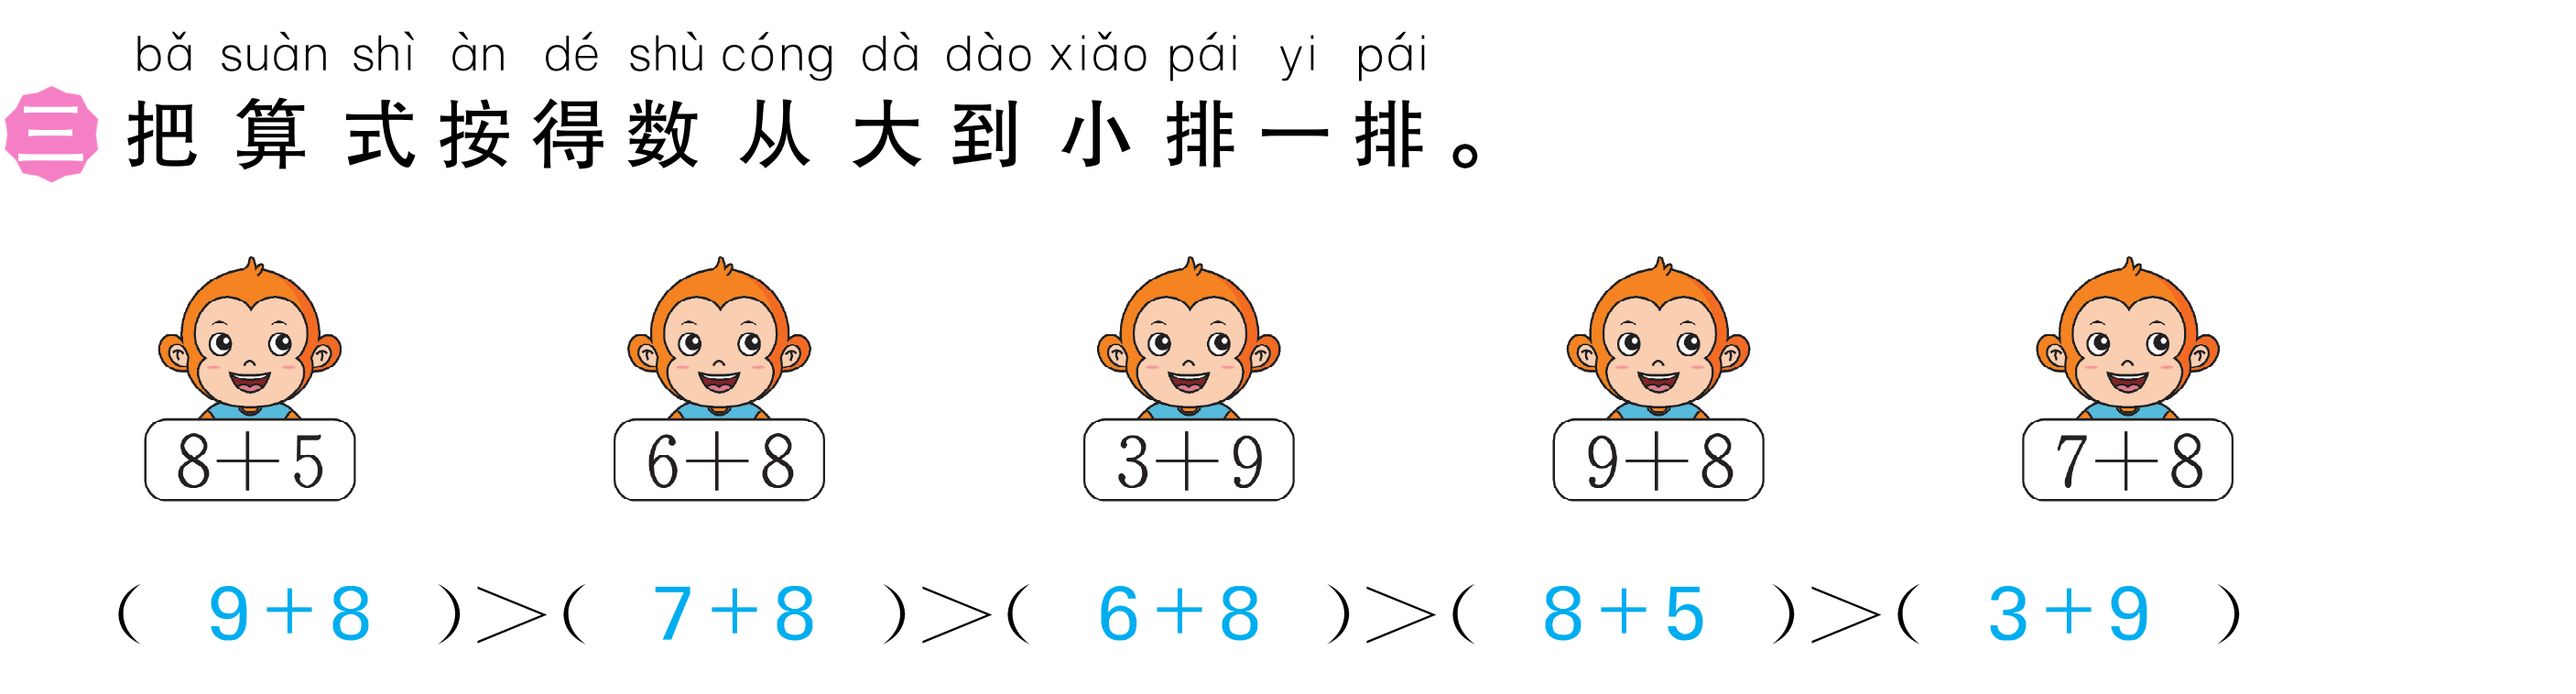 bǎ suàn shì àn dé shù cóng dà dào xiǎo pái yi pái
三 把算式按得数从大到小排一排。
8+5 6+8 3+9 9+8 7+8
( 9+8 )>( 7+8 )>( 6+8 )>( 8+5 )>( 3+9 )